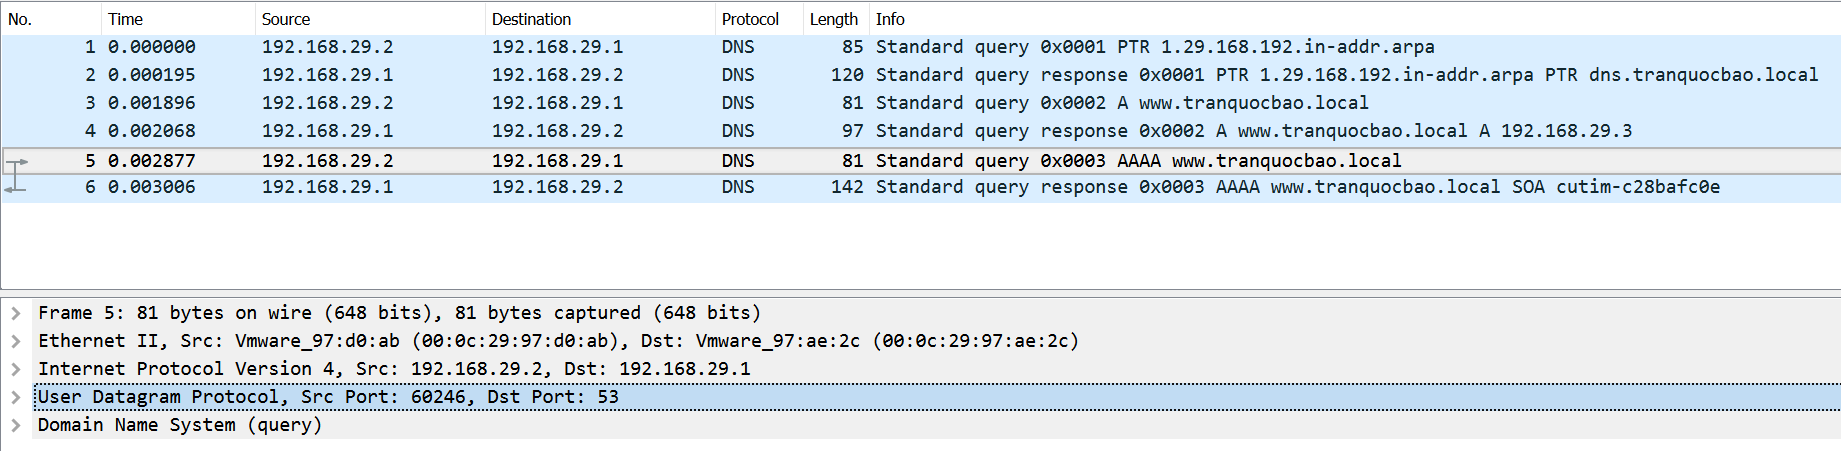 No. Time Source Destination Protocol Length Info
1 0.000000 192.168.29.2 192.168.29.1 DNS 85 Standard query 0x0001 PTR 1.29.168.192.in-addr.arpa
2 0.000195 192.168.29.1 192.168.29.2 DNS 120 Standard query response 0x0001 PTR 1.29.168.192.in-addr.arpa PTR dns.tranquocbao.local
3 0.001896 192.168.29.2 192.168.29.1 DNS 81 Standard query 0x0002 A www.tranquocbao.local
4 0.002068 192.168.29.1 192.168.29.2 DNS 97 Standard query response 0x0002 A www.tranquocbao.local A 192.168.29.3
5 0.002877 192.168.29.2 192.168.29.1 DNS 81 Standard query 0x0003 AAAA www.tranquocbao.local
6 0.003006 192.168.29.1 192.168.29.2 DNS 142 Standard query response 0x0003 AAAA www.tranquocbao.local SOA cutim-c28bafc0e
Frame 5: 81 bytes on wire (648 bits), 81 bytes captured (648 bits)
Ethernet II, Src: Vmware_97:d0:ab (00:0c:29:97:d0:ab), Dst: Vmware_97:ae:2c (00:0c:29:97:ae:2c)
Internet Protocol Version 4, Src: 192.168.29.2, Dst: 192.168.29.1
User Datagram Protocol, Src Port: 60246, Dst Port: 53
Domain Name System (query)